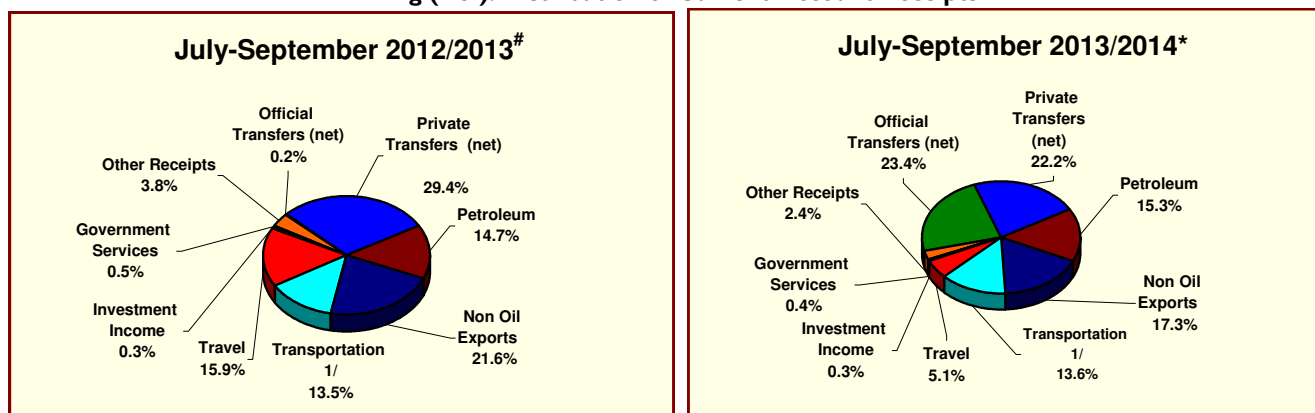 July-September 2012/2013#
Official
Transfers (net)
0.2%
Private
Transfers (net)
29.4%
Other Receipts
3.8%
Petroleum
14.7%
Government
Services
0.5%
Investment
Income
0.3%
Travel
15.9%
Transportation
1/
13.5%
Non Oil
Exports
21.6%
July-September 2013/2014*
Private
Transfers
(net)
22.2%
Official
Transfers (net)
23.4%
Petroleum
15.3%
Other Receipts
2.4%
Government
Services
0.4%
Investment
Income
0.3%
Travel
5.1%
Transportation
1/
13.6%
Non Oil
Exports
17.3%